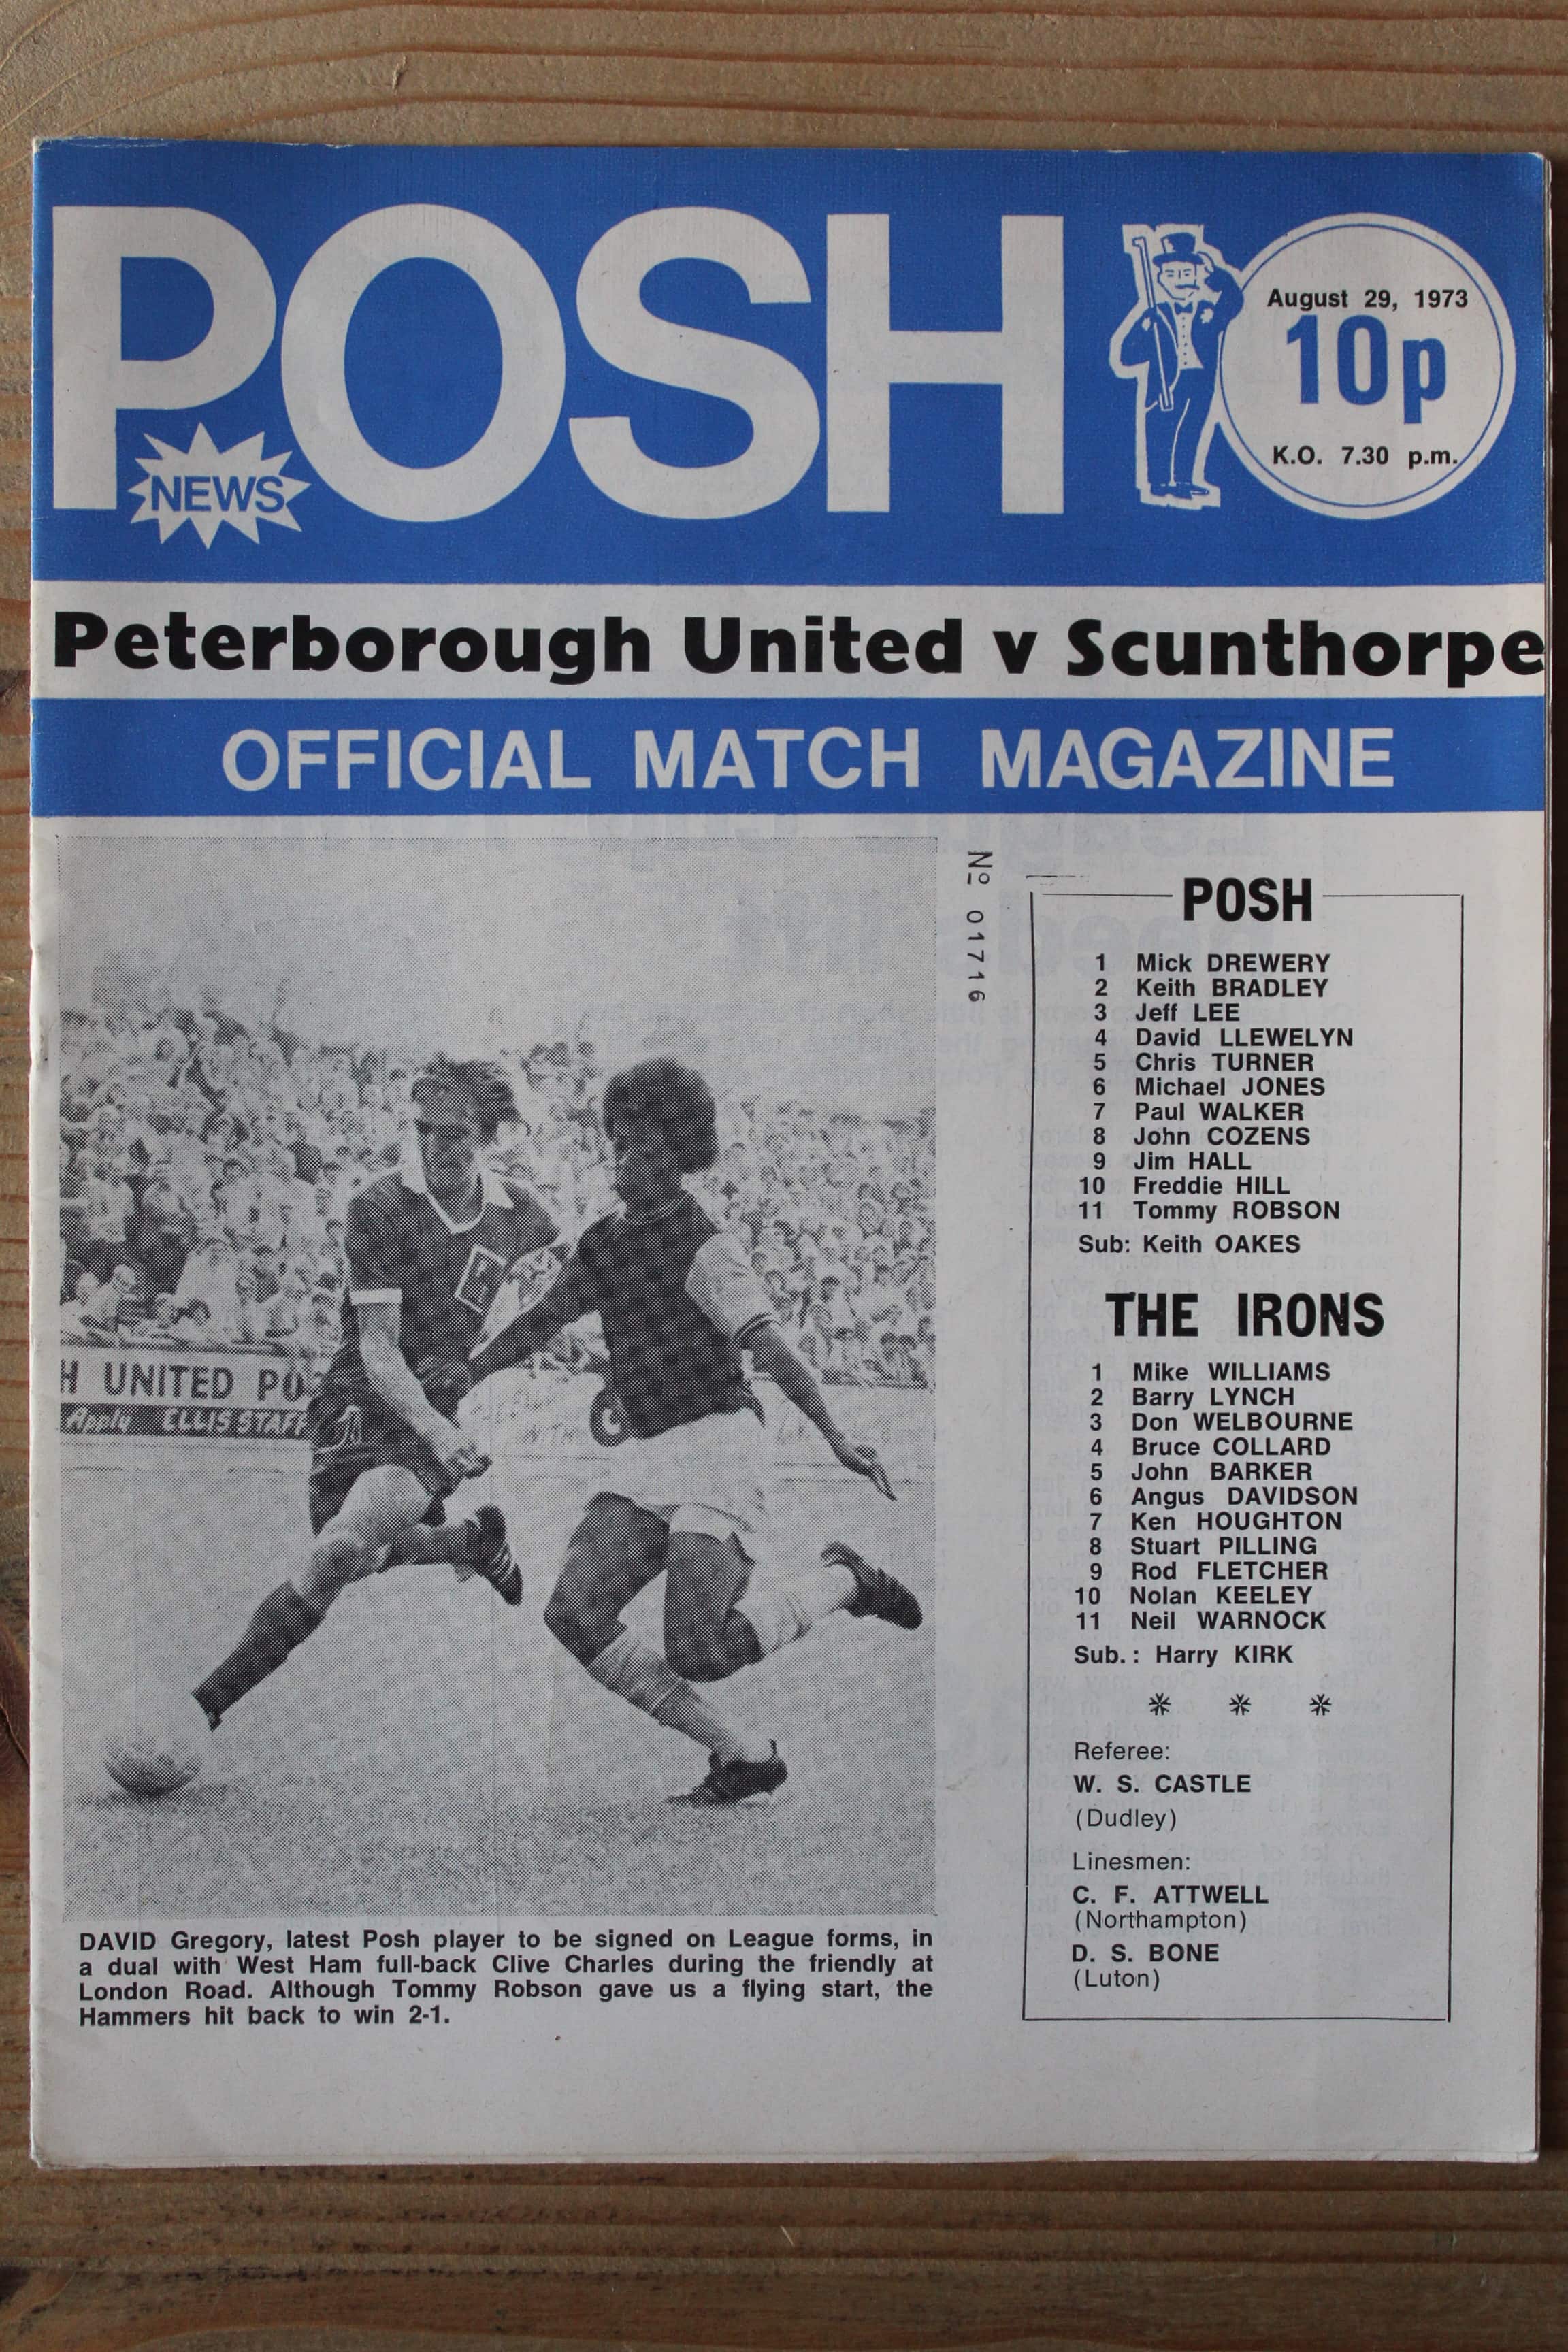 POSH
NEWS
August 29, 1973
10p
K.O. 7.30 p.m.
Peterborough United v Scunthorpe
OFFICIAL MATCH MAGAZINE
No 01716
H UNITED PO
Apply ELLIS STAFF
DAVID Gregory, latest Posh player to be signed on League forms, in
a dual with West Ham full-back Clive Charles during the friendly at
London Road. Although Tommy Robson gave us a flying start, the
Hammers hit back to win 2-1.
POSH
1 Mick DREWERY
2 Keith BRADLEY
3 Jeff LEE
4 David LLEWELYN
5 Chris TURNER
6 Michael JONES
7 Paul WALKER
8 John COZENS
9 Jim HALL
10 Freddie HILL
11 Tommy ROBSON
Sub: Keith OAKES
THE IRONS
1 Mike WILLIAMS
2 Barry LYNCH
3 Don WELBOURNE
4 Bruce COLLARD
5 John BARKER
6 Angus DAVIDSON
7 Ken HOUGHTON
8 Stuart PILLING
9 Rod FLETCHER
10 Nolan KEELEY
11 Neil WARNOCK
Sub.: Harry KIRK
* * *
Referee:
W. S. CASTLE
(Dudley)
Linesmen:
C. F. ATTWELL
(Northampton)
D. S. BONE
(Luton)